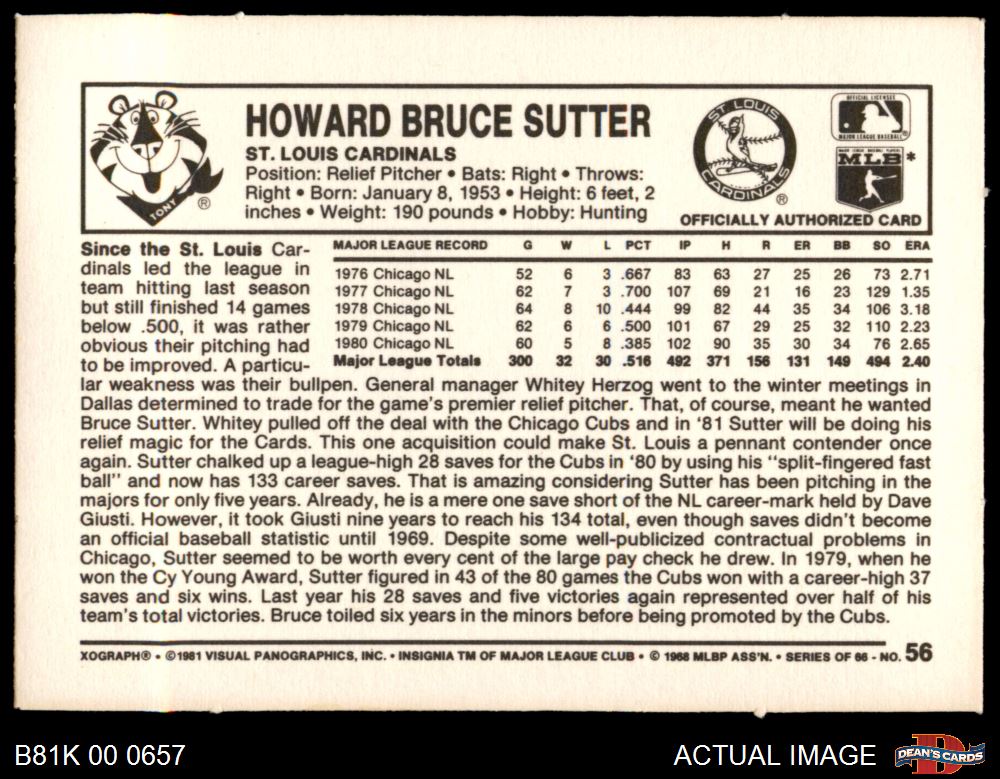 HOWARD BRUCE SUTTER
ST. LOUIS CARDINALS
Position: Relief Pitcher • Bats: Right • Throws:
Right • Born: January 8, 1953 • Height: 6 feet, 2
inches • Weight: 190 pounds • Hobby: Hunting
TONY ®
ST. LOUIS
CARDINALS
®
OFFICIAL LICENSEE
MAJOR LEAGUE BASEBALL ®
MAJOR LEAGUE BASEBALL PLAYERS
MLB *
OFFICIALLY AUTHORIZED CARD
MAJOR LEAGUE RECORD G W L PCT IP H R ER BB SO ERA
1976 Chicago NL 52 6 3 .667 83 63 27 25 26 73 2.71
1977 Chicago NL 62 7 3 .700 107 69 21 16 23 129 1.35
1978 Chicago NL 64 8 10 .444 99 82 44 35 34 106 3.18
1979 Chicago NL 62 6 6 .500 101 67 29 25 32 110 2.23
1980 Chicago NL 60 5 8 .385 102 90 35 30 34 76 2.65
Major League Totals 300 32 30 .516 492 371 156 131 149 494 2.40
Since the St. Louis Car-
dinals led the league in
team hitting last season
but still finished 14 games
below .500, it was rather
obvious their pitching had
to be improved. A particu-
lar weakness was their bullpen. General manager Whitey Herzog went to the winter meetings in
Dallas determined to trade for the game's premier relief pitcher. That, of course, meant he wanted
Bruce Sutter. Whitey pulled off the deal with the Chicago Cubs and in '81 Sutter will be doing his
relief magic for the Cards. This one acquisition could make St. Louis a pennant contender once
again. Sutter chalked up a league-high 28 saves for the Cubs in '80 by using his "split-fingered fast
ball" and now has 133 career saves. That is amazing considering Sutter has been pitching in the
majors for only five years. Already, he is a mere one save short of the NL career-mark held by Dave
Giusti. However, it took Giusti nine years to reach his 134 total, even though saves didn't become
an official baseball statistic until 1969. Despite some well-publicized contractual problems in
Chicago, Sutter seemed to be worth every cent of the large pay check he drew. In 1979, when he
won the Cy Young Award, Sutter figured in 43 of the 80 games the Cubs won with a career-high 37
saves and six wins. Last year his 28 saves and five victories again represented over half of his
team's total victories. Bruce toiled six years in the minors before being promoted by the Cubs.
XOGRAPH® • ©1981 VISUAL PANOGRAPHICS, INC. • INSIGNIA TM OF MAJOR LEAGUE CLUB • © 1968 MLBP ASS'N. • SERIES OF 66 - NO. 56
B81K 00 0657
ACTUAL IMAGE
DEAN'S CARDS